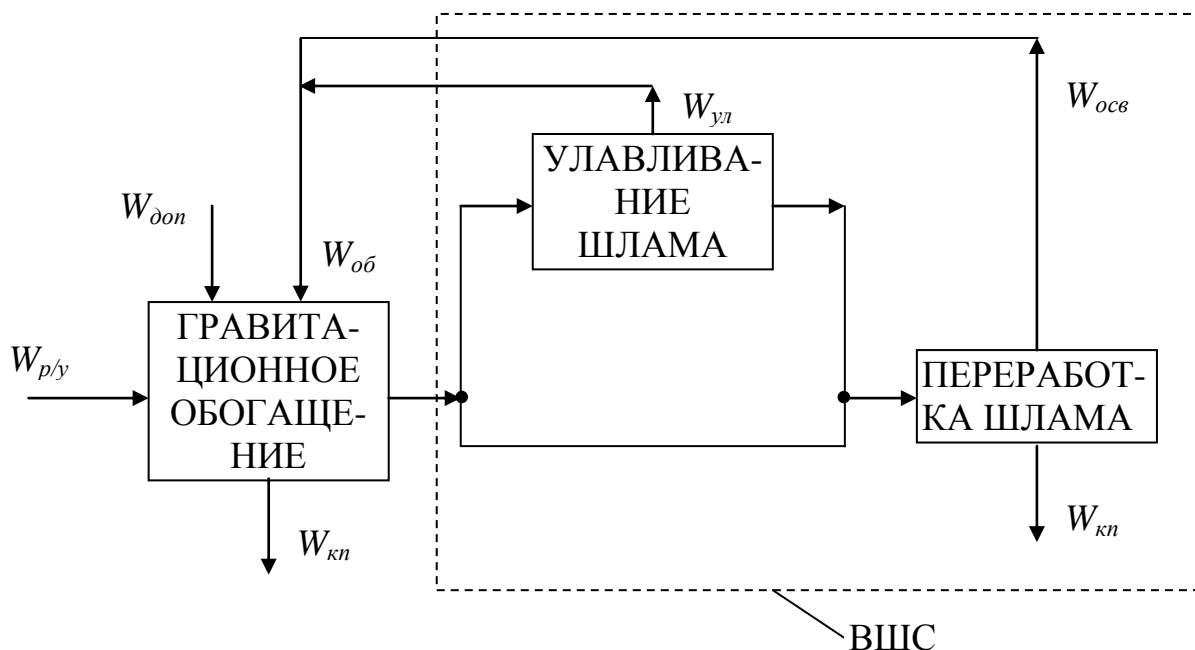 W_осв
W_ул
УЛАВЛИВА-
НИЕ
ШЛАМА
W_доп
W_об
ГРАВИТА-
ЦИОННОЕ
ОБОГАЩЕ-
НИЕ
W_р/у
ПЕРЕРАБОТ-
КА ШЛАМА
W_кп
W_кп
ВШС